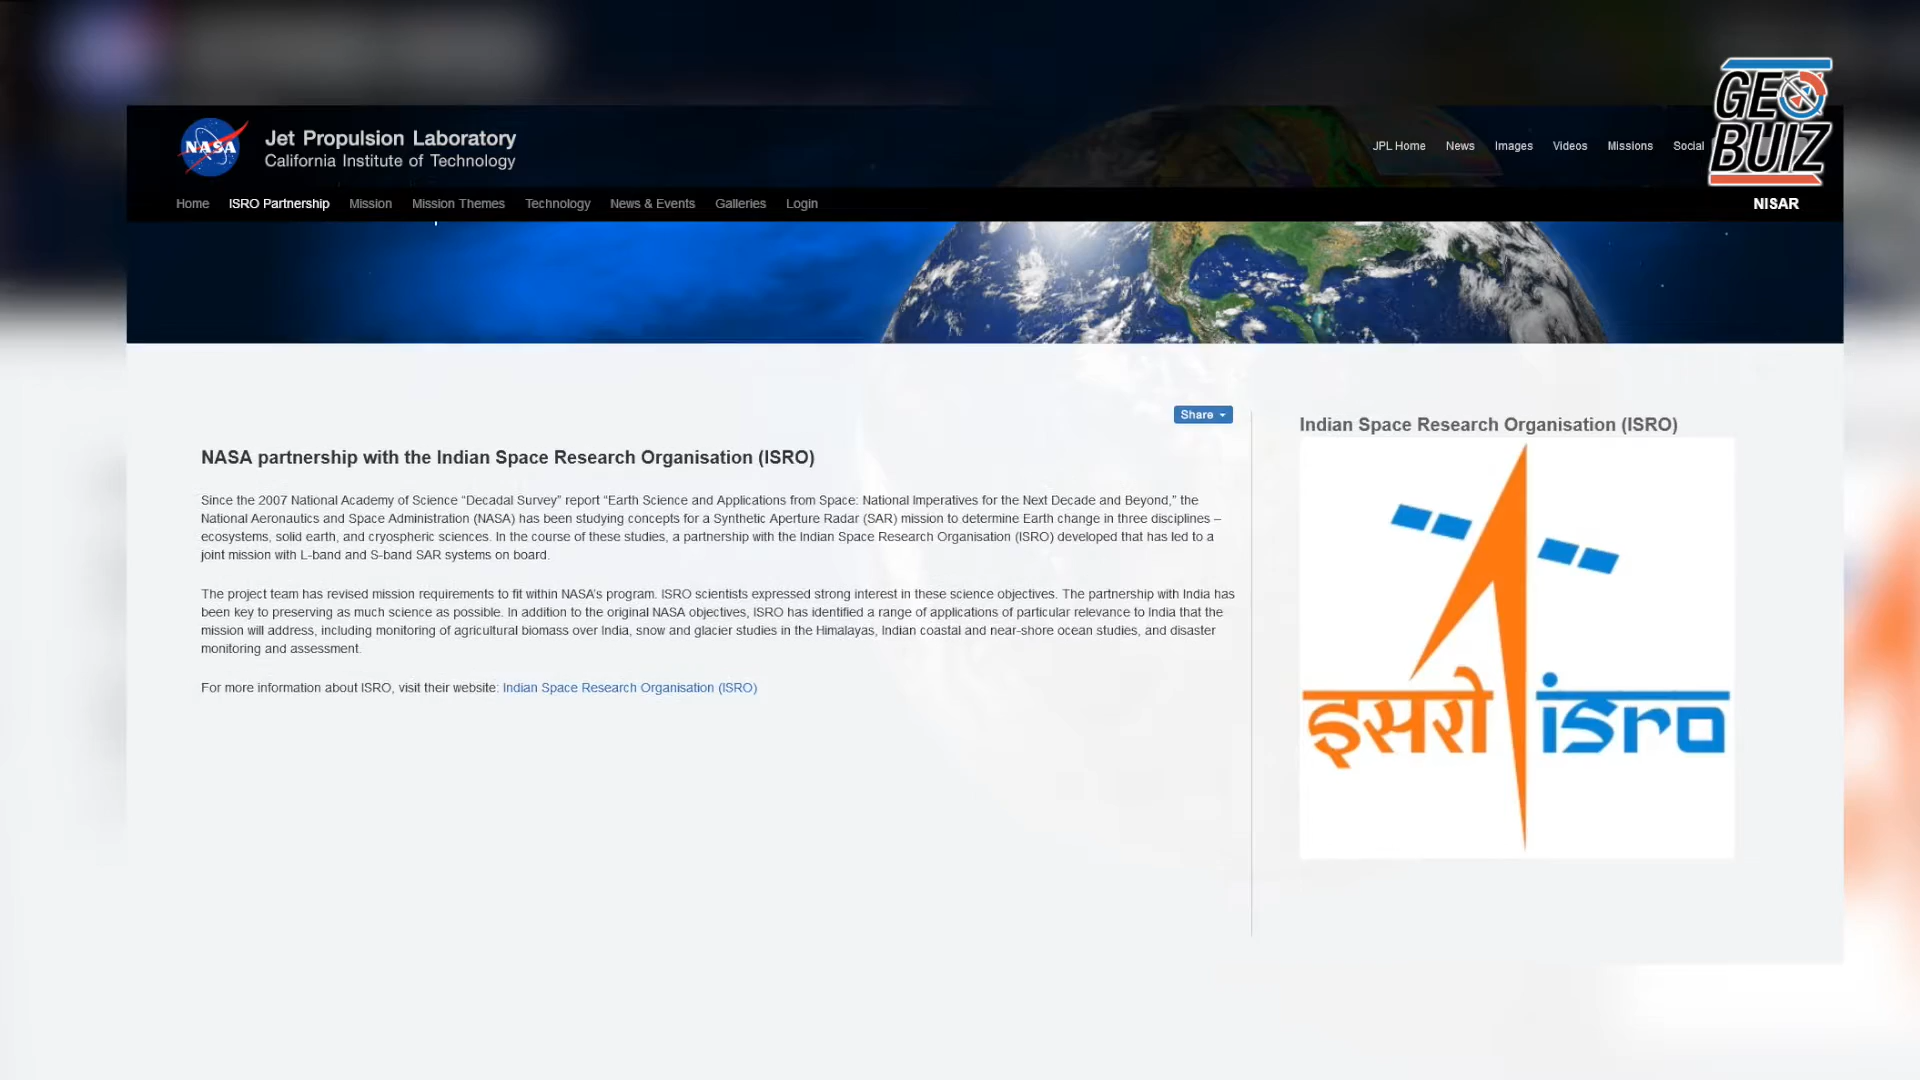 GEO
BUIZ
NASA
Jet Propulsion Laboratory
California Institute of Technology
JPL Home News Images Videos Missions Social
Home ISRO Partnership Mission Mission Themes Technology News & Events Galleries Login
NISAR
Share
NASA partnership with the Indian Space Research Organisation (ISRO)
Since the 2007 National Academy of Science “Decadal Survey” report “Earth Science and Applications from Space: National Imperatives for the Next Decade and Beyond,” the
National Aeronautics and Space Administration (NASA) has been studying concepts for a Synthetic Aperture Radar (SAR) mission to determine Earth change in three disciplines –
ecosystems, solid earth, and cryospheric sciences. In the course of these studies, a partnership with the Indian Space Research Organisation (ISRO) developed that has led to a
joint mission with L-band and S-band SAR systems on board.
The project team has revised mission requirements to fit within NASA's program. ISRO scientists expressed strong interest in these science objectives. The partnership with India has
been key to preserving as much science as possible. In addition to the original NASA objectives, ISRO has identified a range of applications of particular relevance to India that the
mission will address, including monitoring of agricultural biomass over India, snow and glacier studies in the Himalayas, Indian coastal and near-shore ocean studies, and disaster
monitoring and assessment.
For more information about ISRO, visit their website: Indian Space Research Organisation (ISRO)
Indian Space Research Organisation (ISRO)
इसरो isro